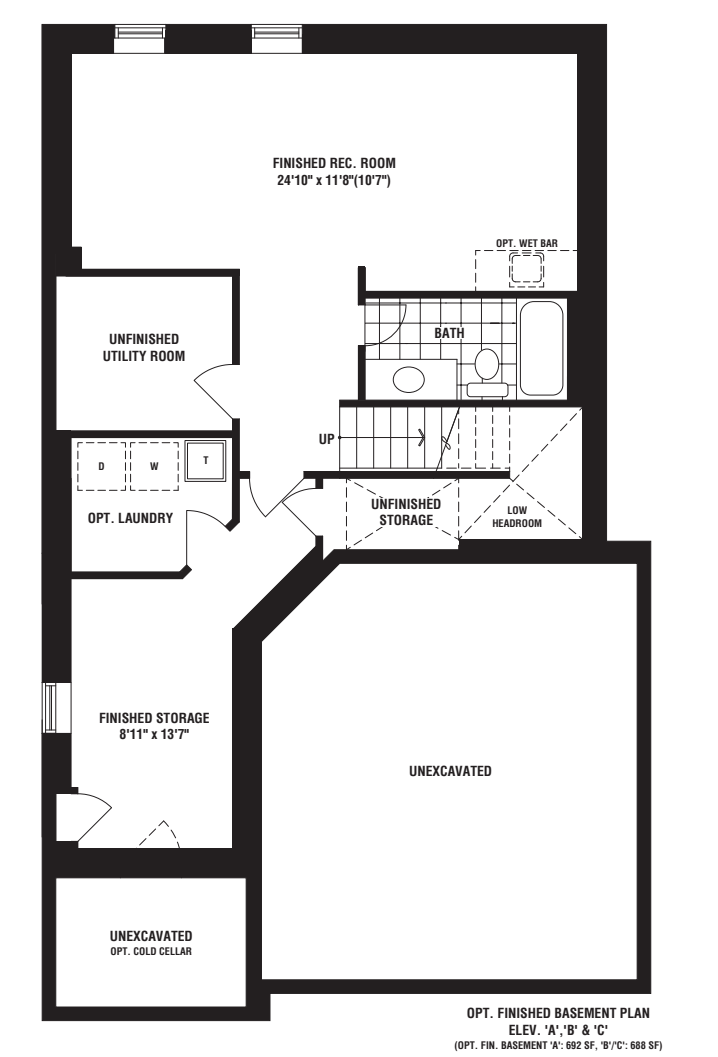 FINISHED REC. ROOM
24'10" x 11'8"(10'7")
OPT. WET BAR
UNFINISHED
UTILITY ROOM
BATH
UP
D
W
T
OPT. LAUNDRY
UNFINISHED
STORAGE
LOW
HEADROOM
FINISHED STORAGE
8'11" x 13'7"
UNEXCAVATED
UNEXCAVATED
OPT. COLD CELLAR
OPT. FINISHED BASEMENT PLAN
ELEV. 'A','B' & 'C'
(OPT. FIN. BASEMENT 'A': 692 SF, 'B'/'C': 688 SF)